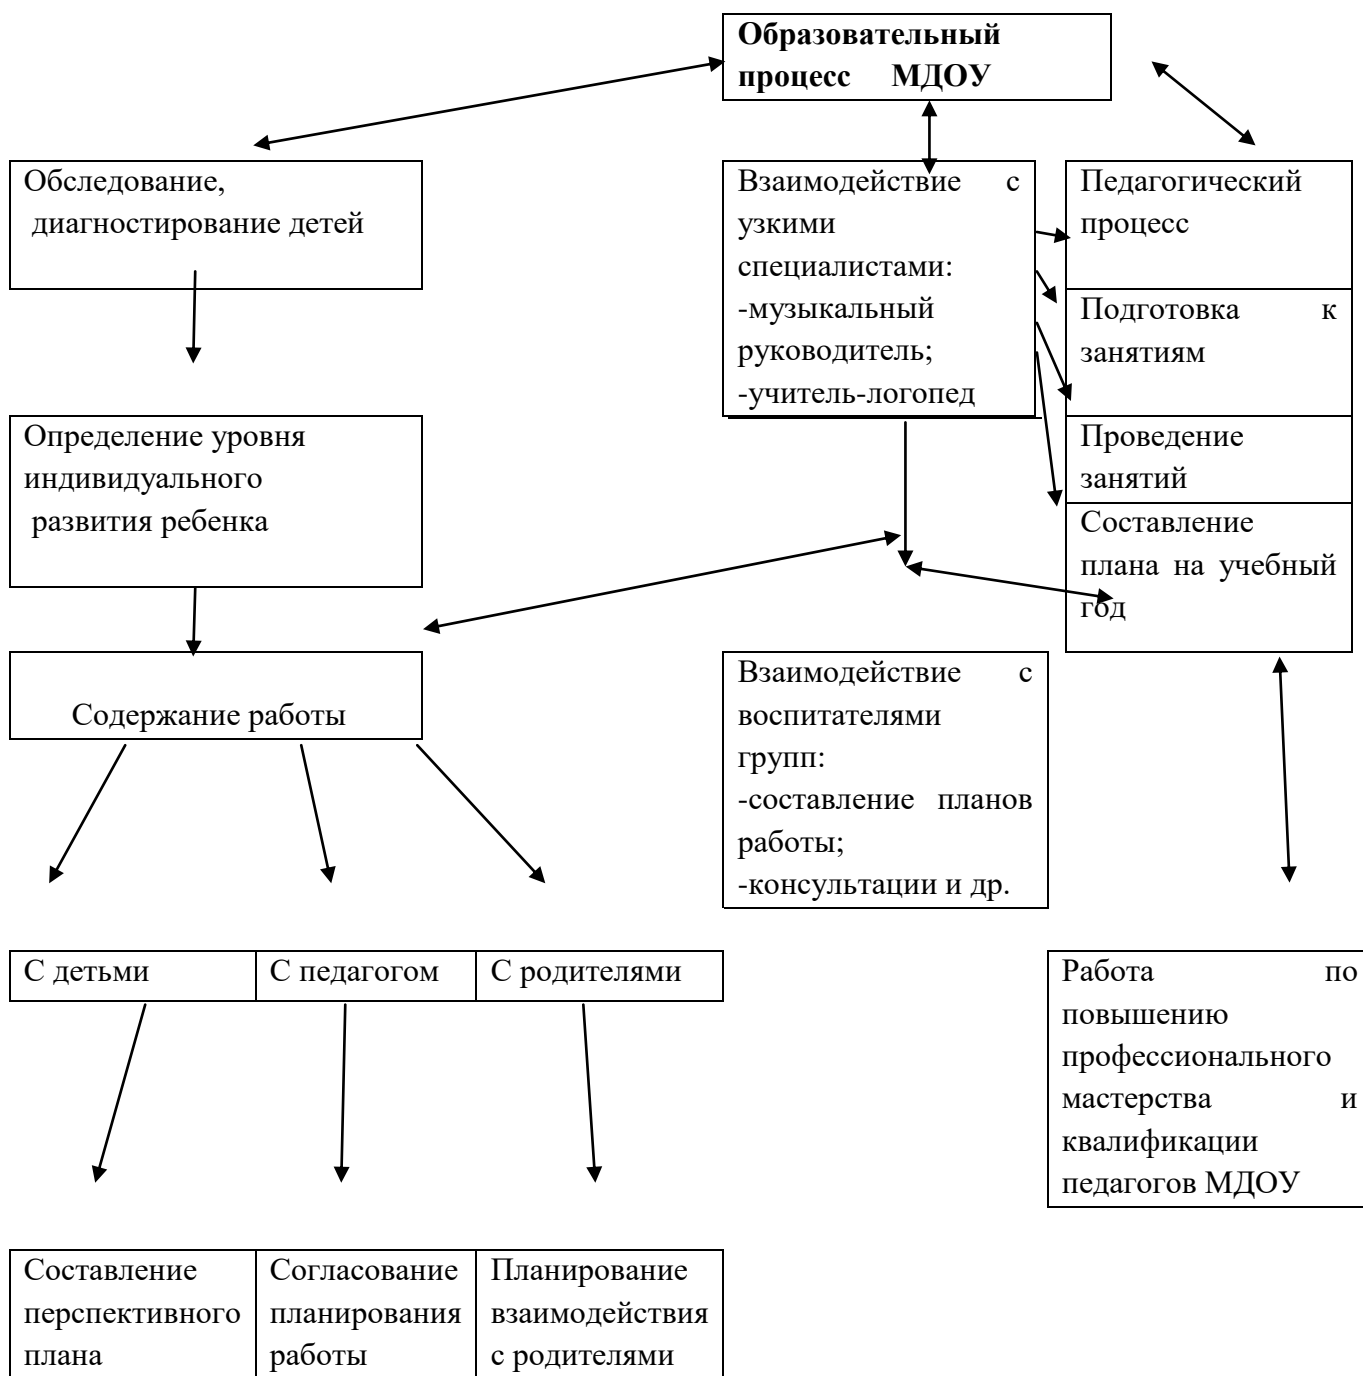 Образовательный
процесс МДОУ
Обследование,
диагностирование детей
Взаимодействие с
узкими
специалистами:
-музыкальный
руководитель;
-учитель-логопед
Педагогический
процесс
Подготовка к
занятиям
Проведение
занятий
Составление
плана на учебный
год
Определение уровня
индивидуального
развития ребенка
Содержание работы
Взаимодействие с
воспитателями
групп:
-составление планов
работы;
-консультации и др.
С детьми
С педагогом
С родителями
Работа по
повышению
профессионального
мастерства и
квалификации
педагогов МДОУ
Составление
перспективного
плана
Согласование
планирования
работы
Планирование
взаимодействия
с родителями